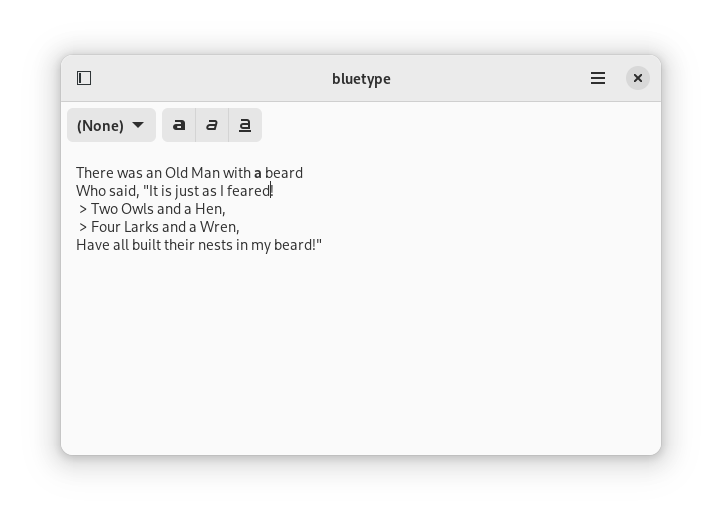 bluetype
(None) a a a
There was an Old Man with a beard
Who said, "It is just as I feared!
> Two Owls and a Hen,
> Four Larks and a Wren,
Have all built their nests in my beard!"